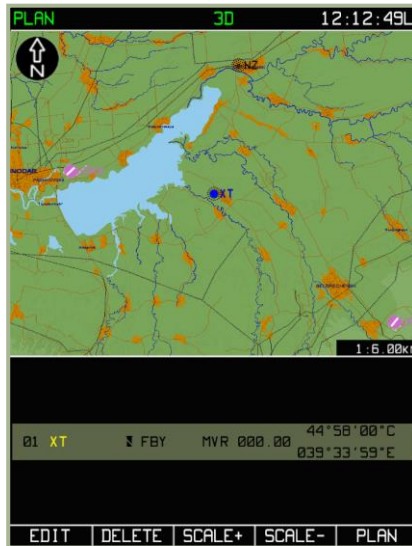 PLAN 3D 12:12:49L
N
NZ
XT
1:6.00км
44°58'00"С
01 XT FBY MVR 000.00
039°33'59"E
EDIT DELETE SCALE+ SCALE- PLAN